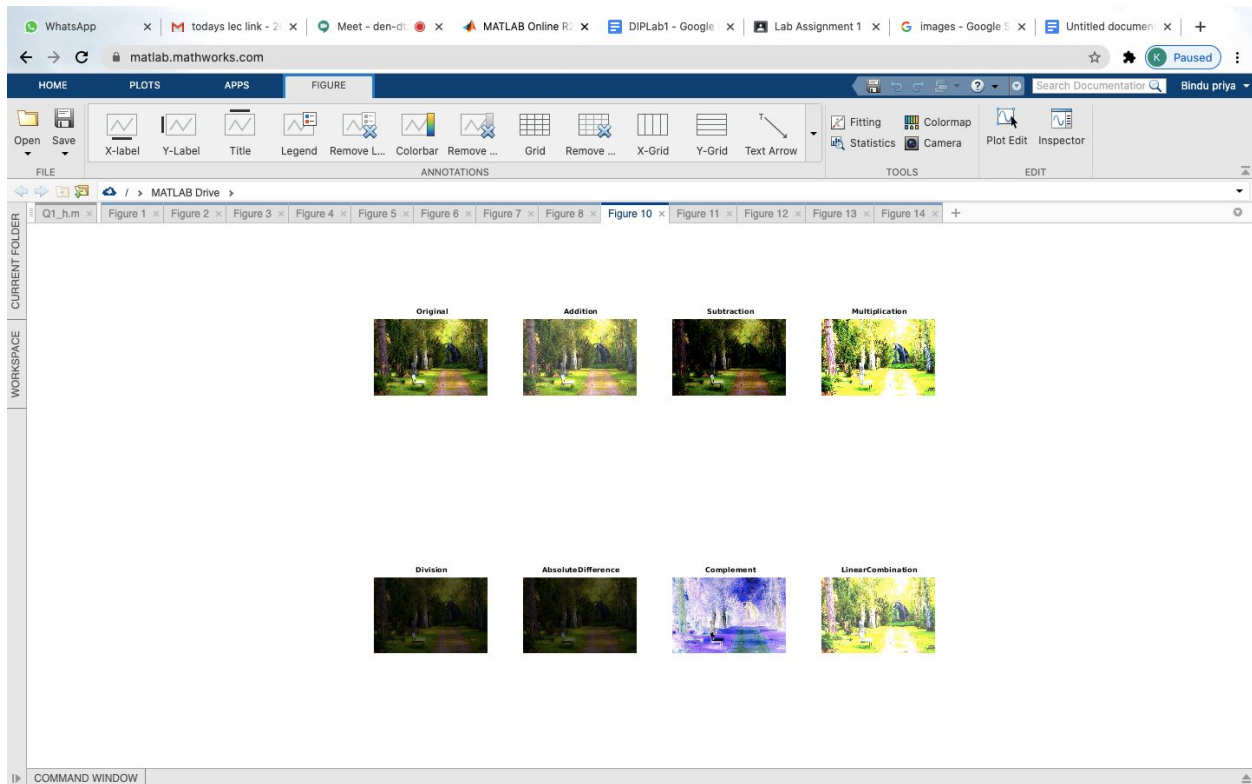 WhatsApp
todays lec link - 2
Meet - den-dt
MATLAB Online R2
DIPLab1 - Google
Lab Assignment 1
images - Google S
Untitled document
matlab.mathworks.com
K Paused
HOME PLOTS APPS FIGURE
Search Documentation
Bindu priya
Open Save X-label Y-Label Title Legend Remove L... Colorbar Remove ... Grid Remove ... X-Grid Y-Grid Text Arrow
Fitting Colormap
Statistics Camera
Plot Edit Inspector
FILE ANNOTATIONS TOOLS EDIT
/ › MATLAB Drive ›
Q1_h.m Figure 1 Figure 2 Figure 3 Figure 4 Figure 5 Figure 6 Figure 7 Figure 8 Figure 10 Figure 11 Figure 12 Figure 13 Figure 14
CURRENT FOLDER
WORKSPACE
Original Addition Subtraction Multiplication
Division AbsoluteDifference Complement LinearCombination
COMMAND WINDOW